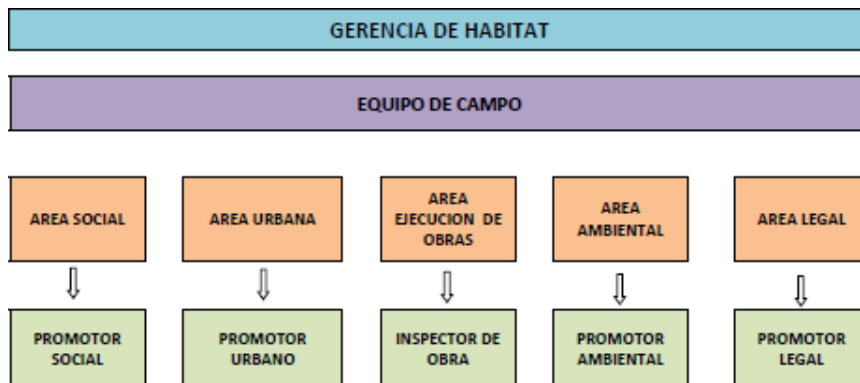 GERENCIA DE HABITAT
EQUIPO DE CAMPO
AREA SOCIAL
AREA URBANA
AREA
EJECUCION DE
OBRAS
AREA
AMBIENTAL
AREA LEGAL
PROMOTOR
SOCIAL
PROMOTOR
URBANO
INSPECTOR DE
OBRA
PROMOTOR
AMBIENTAL
PROMOTOR
LEGAL